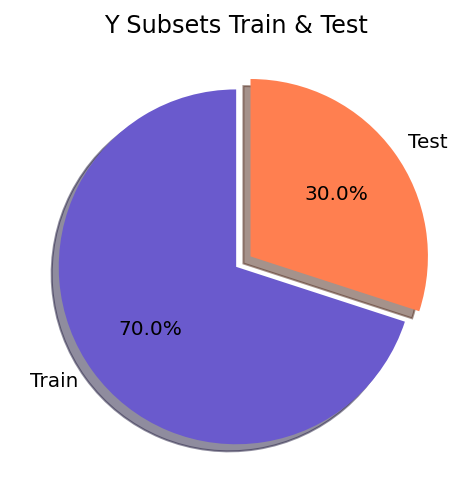 Y Subsets Train & Test
Test
30.0%
70.0%
Train